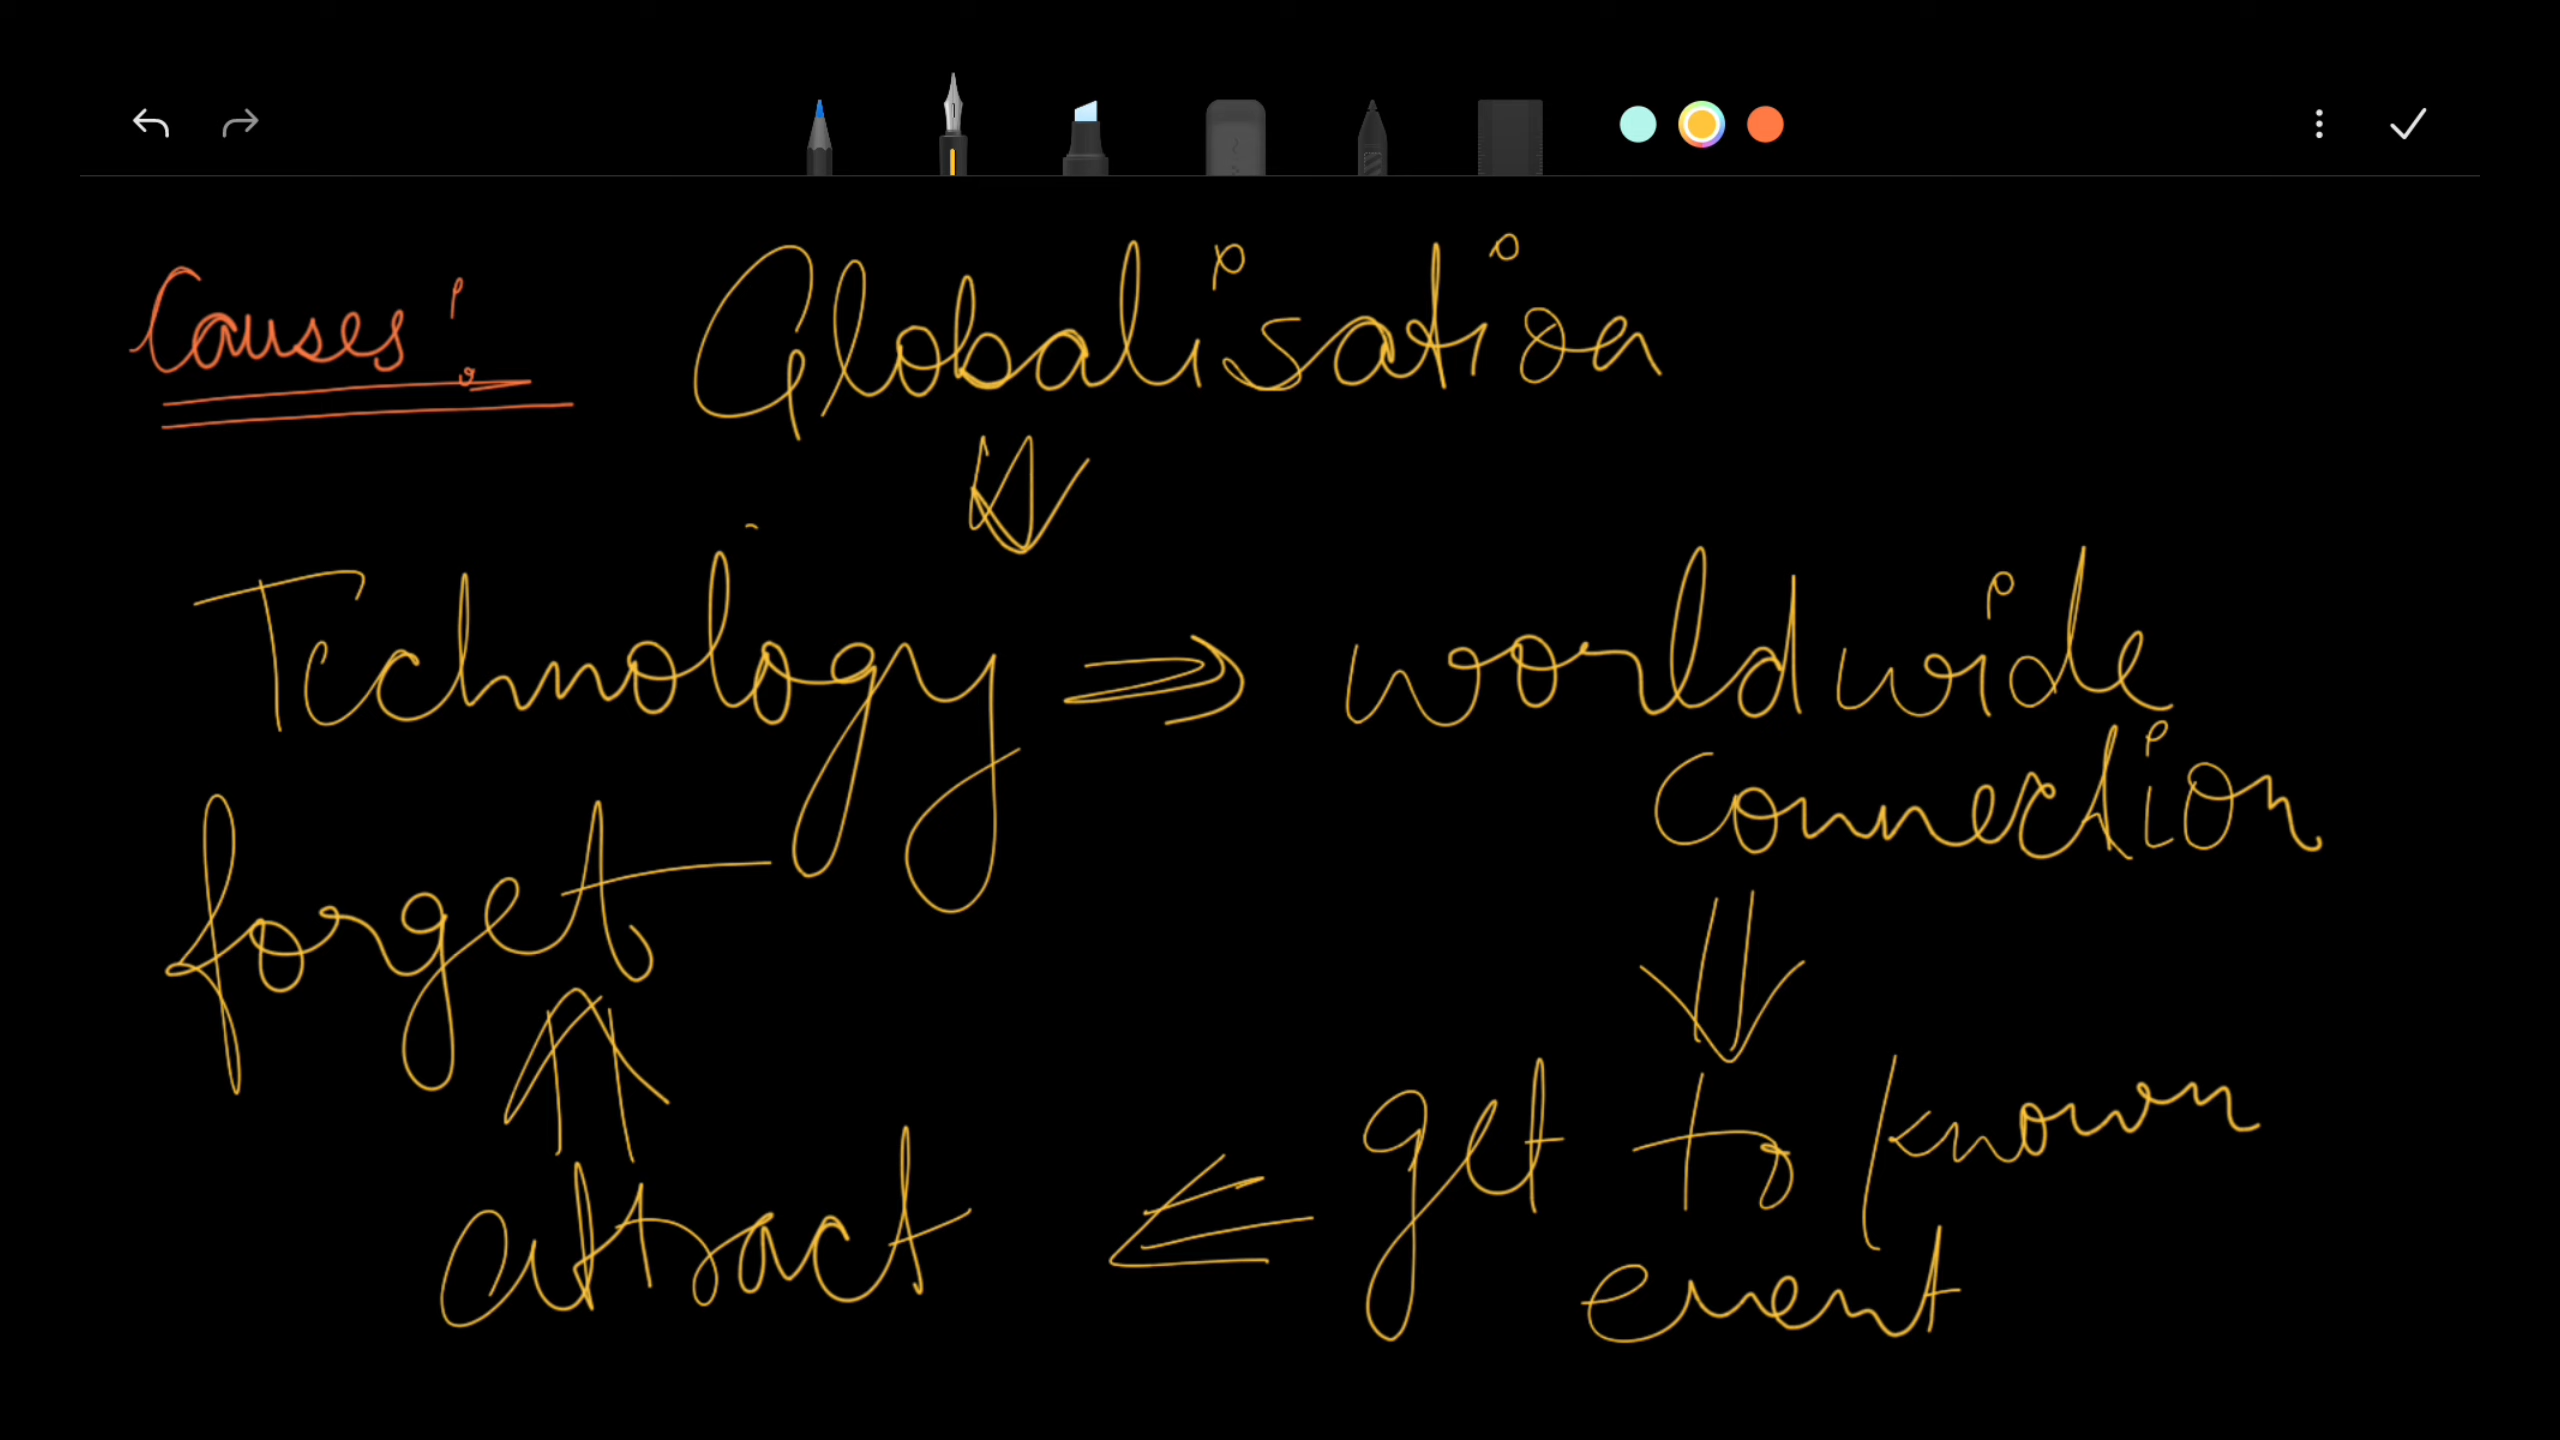 Causes: Globalisation
Technology ⇒ worldwide
connection
forget
get to known
attract
event